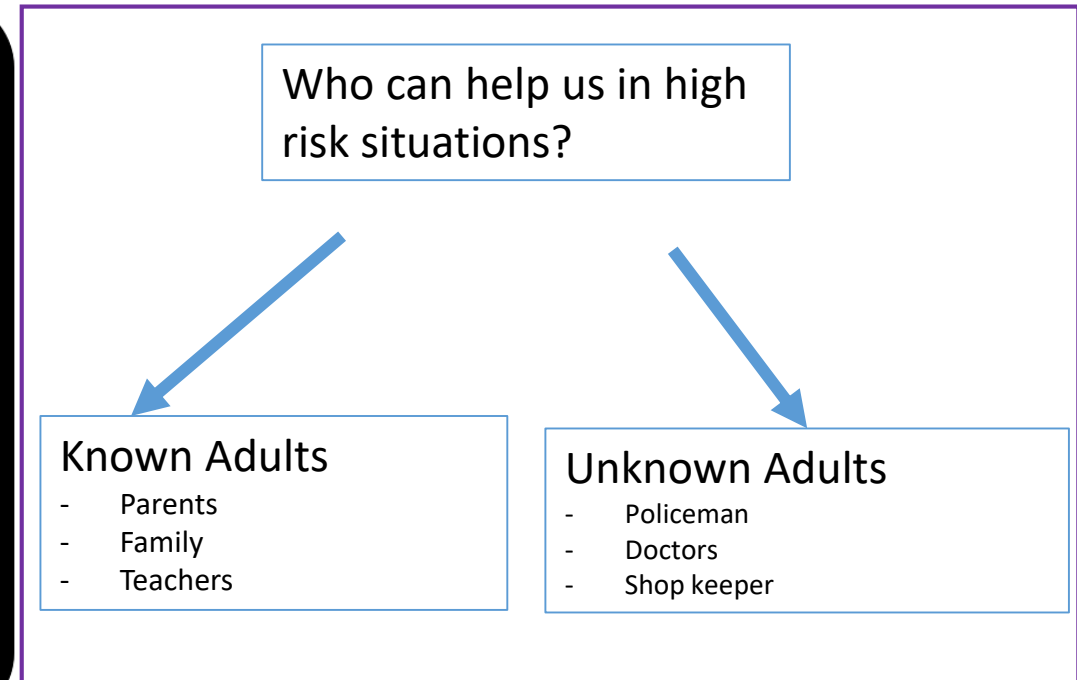 Who can help us in high
risk situations?
Known Adults
- Parents
- Family
- Teachers
Unknown Adults
- Policeman
- Doctors
- Shop keeper